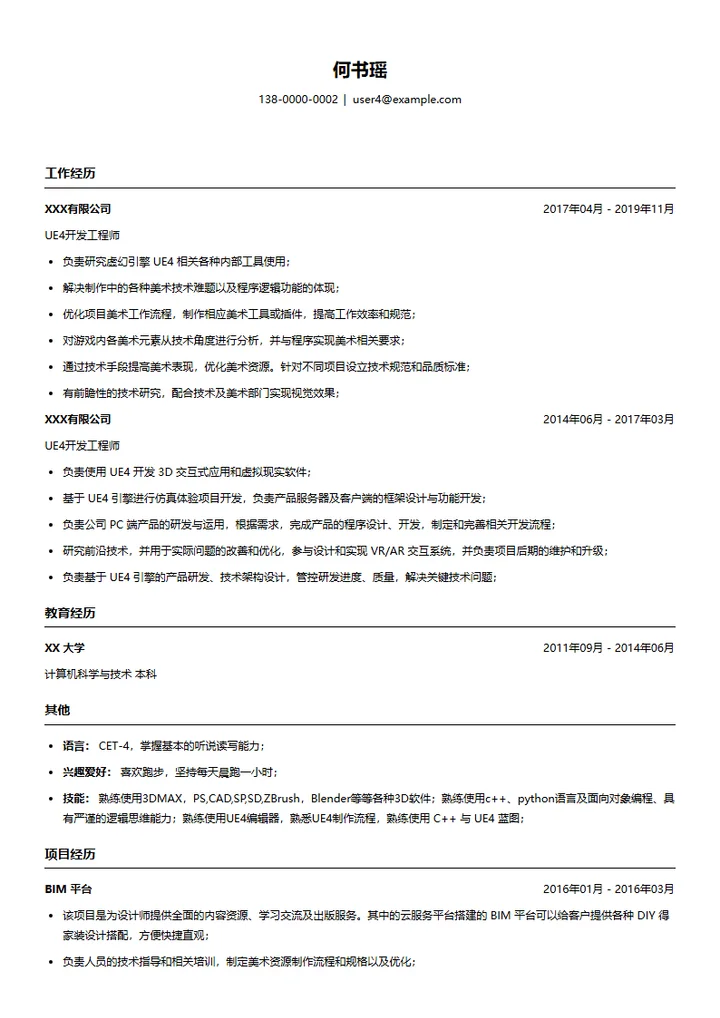 何书瑶
138-0000-0002 | user4@example.com
工作经历
XXX有限公司 2017年04月 - 2019年11月
UE4开发工程师
• 负责研究虚幻引擎 UE4 相关各种内部工具使用；
• 解决制作中的各种美术技术难题以及程序逻辑功能的体现；
• 优化项目美术工作流程，制作相应美术工具或插件，提高工作效率和规范；
• 对游戏内各美术元素从技术角度进行分析，并与程序实现美术相关要求；
• 通过技术手段提高美术表现，优化美术资源。针对不同项目设立技术规范和品质标准；
• 有前瞻性的技术研究，配合技术及美术部门实现视觉效果；
XXX有限公司 2014年06月 - 2017年03月
UE4开发工程师
• 负责使用 UE4 开发 3D 交互式应用和虚拟现实软件；
• 基于 UE4 引擎进行仿真体验项目开发，负责产品服务器及客户端的框架设计与功能开发；
• 负责公司 PC 端产品的研发与运用，根据需求，完成产品的程序设计、开发，制定和完善相关开发流程；
• 研究前沿技术，并用于实际问题的改善和优化，参与设计和实现 VR/AR 交互系统，并负责项目后期的维护和升级；
• 负责基于 UE4 引擎的产品研发、技术架构设计，管控研发进度、质量，解决关键技术问题；
教育经历
XX 大学 2011年09月 - 2014年06月
计算机科学与技术 本科
其他
• 语言： CET-4，掌握基本的听说读写能力；
• 兴趣爱好： 喜欢跑步，坚持每天晨跑一小时；
• 技能： 熟练使用3DMAX，PS,CAD,SP,SD,ZBrush，Blender等等各种3D软件；熟练使用c++、python语言及面向对象编程、具
有严谨的逻辑思维能力；熟练使用UE4编辑器，熟悉UE4制作流程，熟练使用 C++ 与 UE4 蓝图；
项目经历
BIM 平台 2016年01月 - 2016年03月
• 该项目是为设计师提供全面的内容资源、学习交流及出版服务。其中的云服务平台搭建的 BIM 平台可以给客户提供各种 DIY 得
家装设计搭配，方便快捷直观；
• 负责人员的技术指导和相关培训，制定美术资源制作流程和规格以及优化；